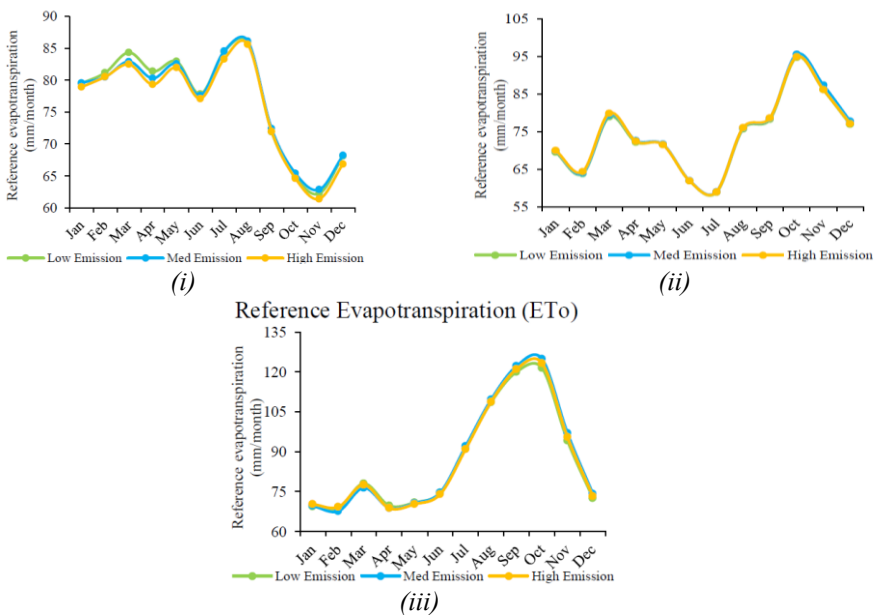 Reference evapotranspiration
(mm/month)
90
85
80
75
70
65
60
Jan Feb Mar Apr May Jun Jul Aug Sep Oct Nov Dec
Low Emission Med Emission High Emission
(i)
Reference evapotranspiration
(mm/month)
105
95
85
75
65
55
Jan Feb Mar Apr May Jun Jul Aug Sep Oct Nov Dec
Low Emission Med Emission High Emission
(ii)
Reference Evapotranspiration (ETo)
Reference evapotranspiration
(mm/month)
135
120
105
90
75
60
Jan Feb Mar Apr May Jun Jul Aug Sep Oct Nov Dec
Low Emission Med Emission High Emission
(iii)